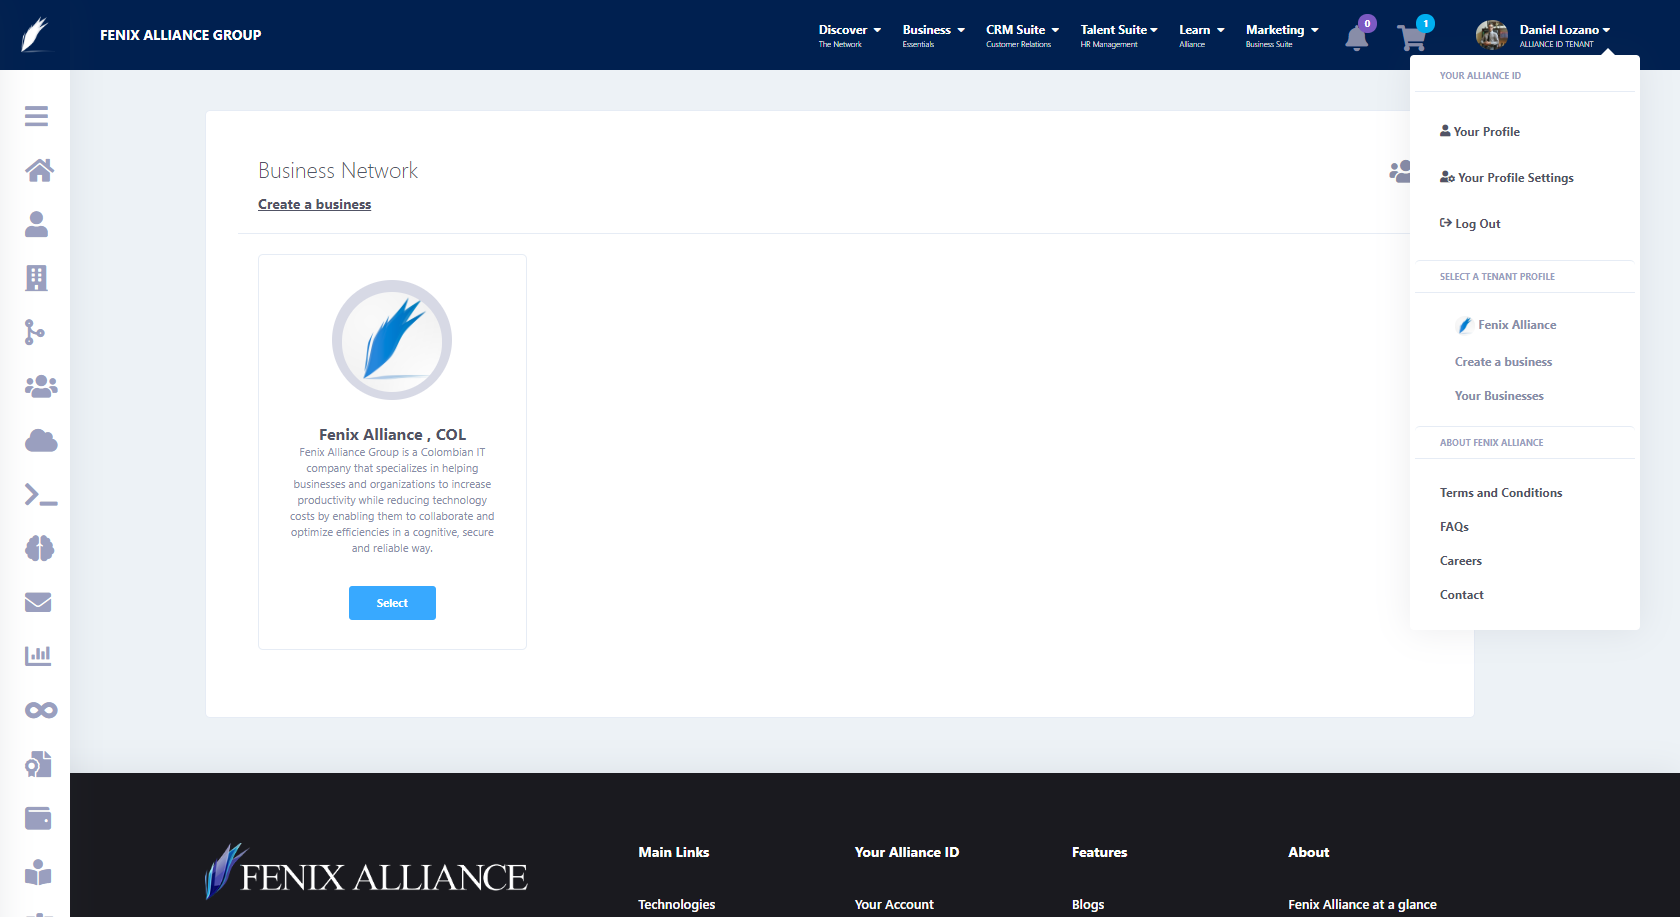 FENIX ALLIANCE GROUP
Discover
The Network
Business
Essentials
CRM Suite
Customer Relations
Talent Suite
HR Management
Learn
Alliance
Marketing
Business Suite
0
1
Daniel Lozano
ALLIANCE ID TENANT
YOUR ALLIANCE ID
Your Profile
Your Profile Settings
Log Out
SELECT A TENANT PROFILE
Fenix Alliance
Create a business
Your Businesses
ABOUT FENIX ALLIANCE
Terms and Conditions
FAQs
Careers
Contact
Business Network
Create a business
Fenix Alliance , COL
Fenix Alliance Group is a Colombian IT
company that specializes in helping
businesses and organizations to increase
productivity while reducing technology
costs by enabling them to collaborate and
optimize efficiencies in a cognitive, secure
and reliable way.
Select
FENIX ALLIANCE
Main Links
Technologies
Your Alliance ID
Your Account
Features
Blogs
About
Fenix Alliance at a glance